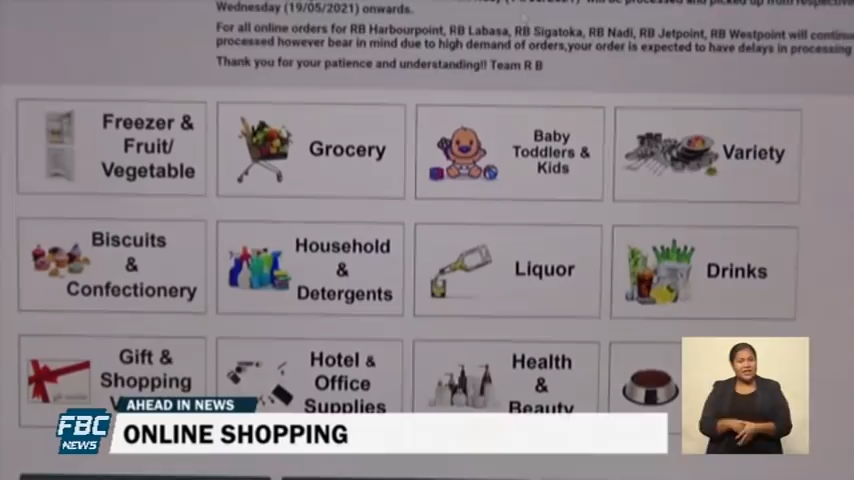 Wednesday (19/05/2021) onwards.
For all online orders for RB Harbourpoint, RB Labasa, RB Sigatoka, RB Nadi, RB Jetpoint, RB Westpoint will
processed however bear in mind due to high demand of orders,your order is expected to have delays in processing
Thank you for your patience and understanding!! Team R B
Freezer &
Fruit/
Vegetable
Grocery
Baby
Toddlers &
Kids
Variety
Biscuits
&
Confectionery
Household
&
Detergents
Liquor
Drinks
Gift &
Shopping
Hotel &
Office
Supplies
Health
&
Beauty
AHEAD IN NEWS
FBC
NEWS
ONLINE SHOPPING